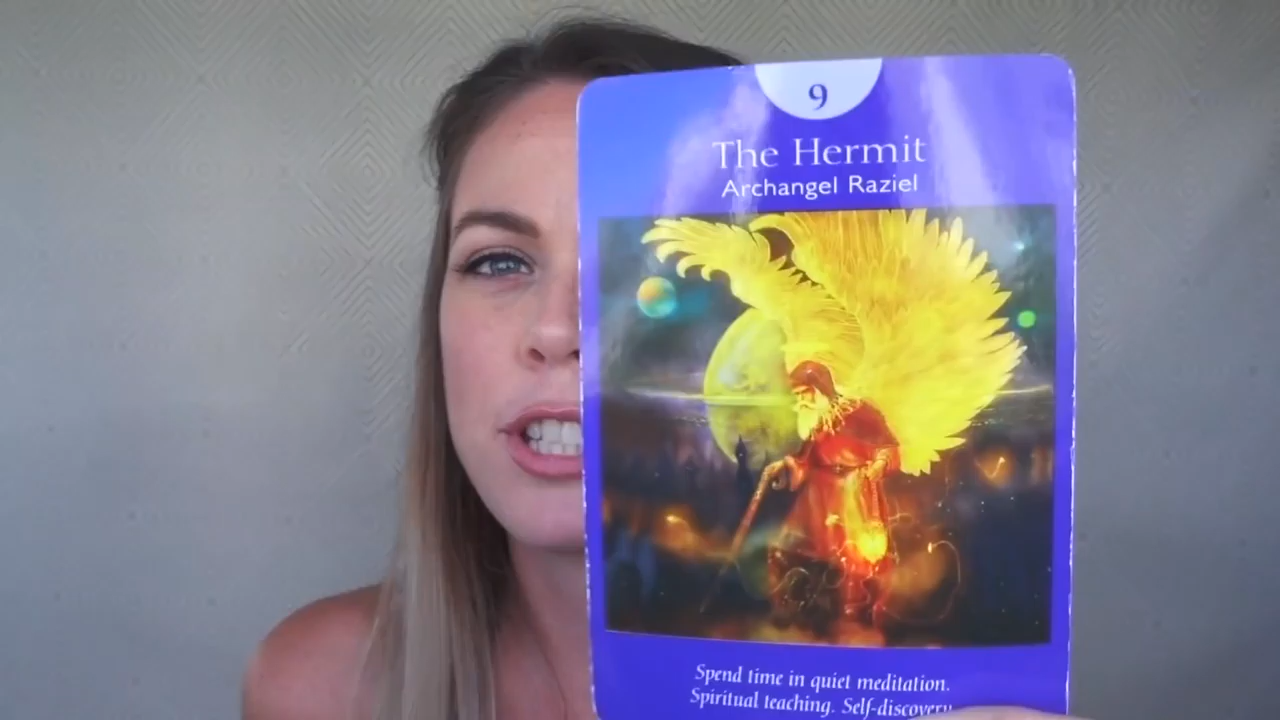 9
The Hermit
Archangel Raziel
Spend time in quiet meditation.
Spiritual teaching. Self-discovery